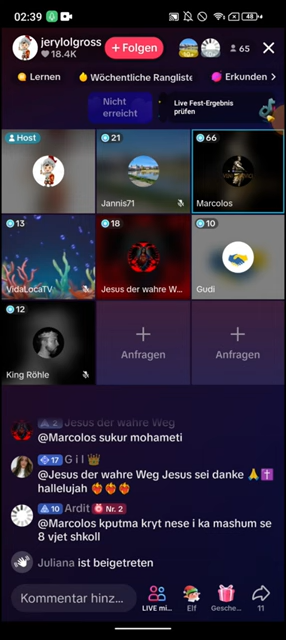 02:39
48
jerylolgross
18.4K
+ Folgen
65
Lernen
Wöchentliche Rangliste
Erkunden
Nicht erreicht
Live Fest-Ergebnis prüfen
Host
21
66
Jannis71
Marcolos
13
18
10
VidaLocaTV
Jesus der wahre W...
Gudi
12
King Röhle
Anfragen
Anfragen
2 Jesus der wahre Weg
@Marcolos sukur mohameti
17 G i l
@Jesus der wahre Weg Jesus sei danke 🙏✝️
hallelujah ❤️‍🔥❤️‍🔥❤️‍🔥
10 Ardit Nr. 2
@Marcolos kputma kryt nese i ka mashum se
8 vjet shkoll
Juliana ist beigetreten
Kommentar hinz...
LIVE mi...
Elf
Gesche...
11